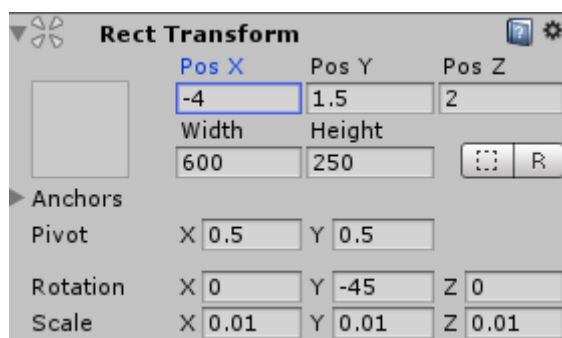 Rect Transform
Pos X Pos Y Pos Z
-4 1.5 2
Width Height
600 250 R
Anchors
Pivot X 0.5 Y 0.5
Rotation X 0 Y -45 Z 0
Scale X 0.01 Y 0.01 Z 0.01